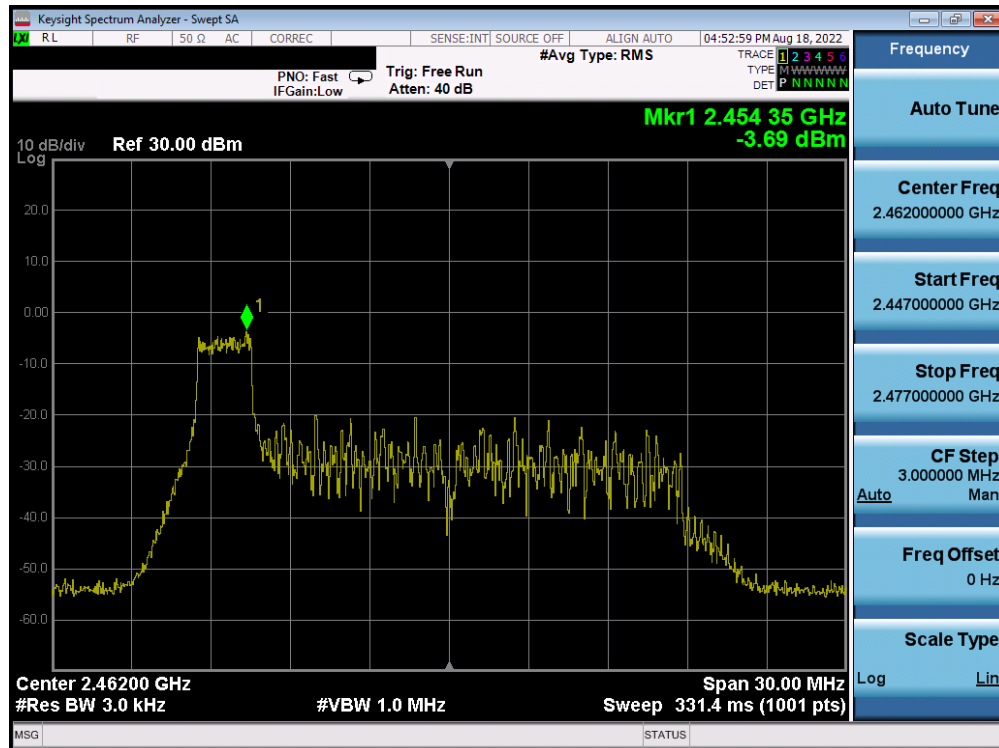 Keysight Spectrum Analyzer - Swept SA
LXI RL RF 50 Ω AC CORREC SENSE:INT SOURCE OFF ALIGN AUTO 04:52:59 PM Aug 18, 2022
#Avg Type: RMS
TRACE 1 2 3 4 5 6
TYPE M WWWWW
DET P N N N N N
PNO: Fast
IFGain:Low
Trig: Free Run
Atten: 40 dB
Mkr1 2.454 35 GHz
-3.69 dBm
10 dB/div
Log
Ref 30.00 dBm
20.0
10.0
0.00
-10.0
-20.0
-30.0
-40.0
-50.0
-60.0
1
Center 2.46200 GHz
Span 30.00 MHz
#Res BW 3.0 kHz
#VBW 1.0 MHz
Sweep 331.4 ms (1001 pts)
MSG
STATUS
Frequency
Auto Tune
Center Freq
2.462000000 GHz
Start Freq
2.447000000 GHz
Stop Freq
2.477000000 GHz
CF Step
3.000000 MHz
Auto Man
Freq Offset
0 Hz
Scale Type
Log Lin